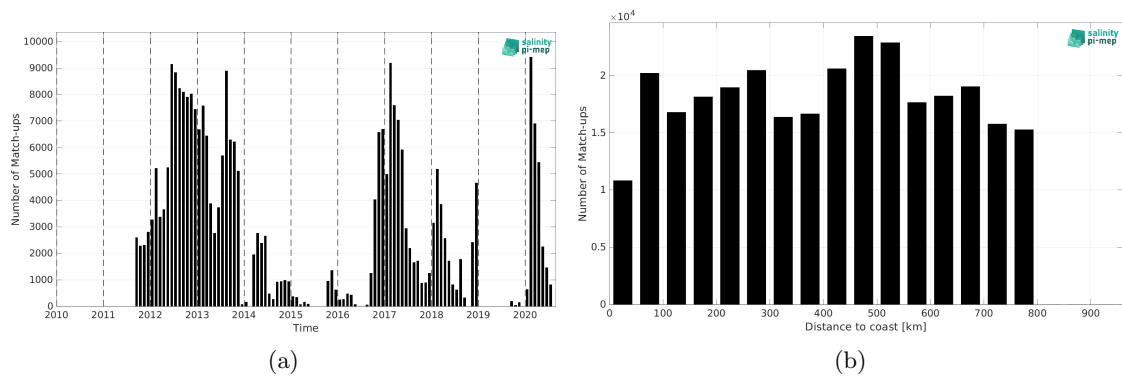 10000
9000
8000
7000
6000
5000
4000
3000
2000
1000
0
Number of Match-ups
2010 2011 2012 2013 2014 2015 2016 2017 2018 2019 2020
Time
salinity
pi-mep
(a)
×10⁴
2
1.5
1
0.5
0
Number of Match-ups
0 100 200 300 400 500 600 700 800 900
Distance to coast [km]
salinity
pi-mep
(b)